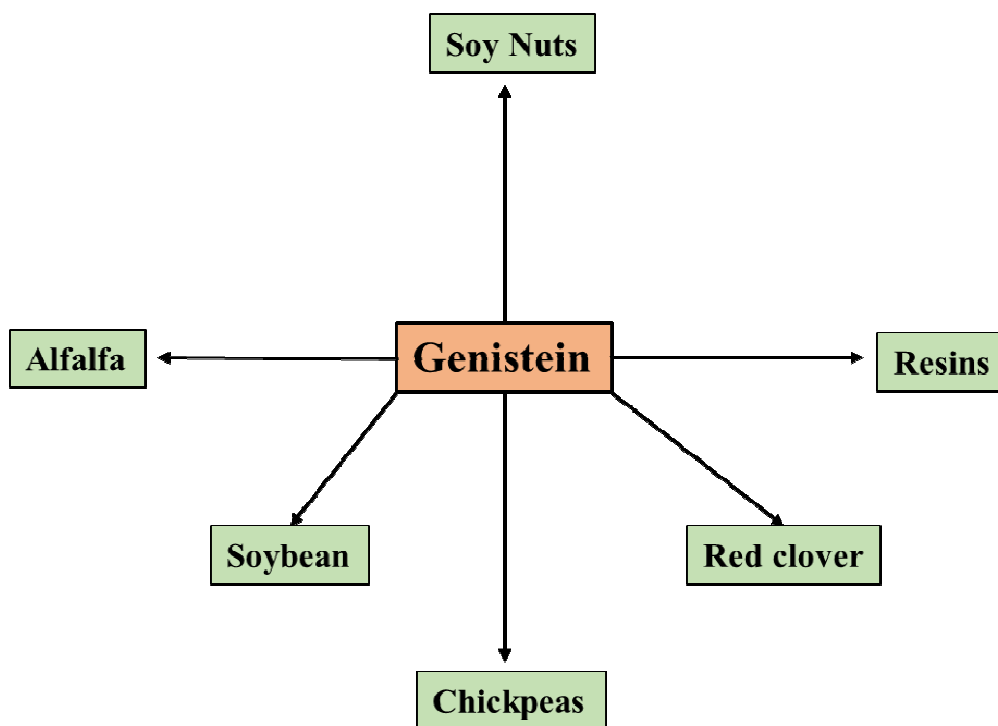 Soy Nuts
Alfalfa
Genistein
Resins
Soybean
Red clover
Chickpeas